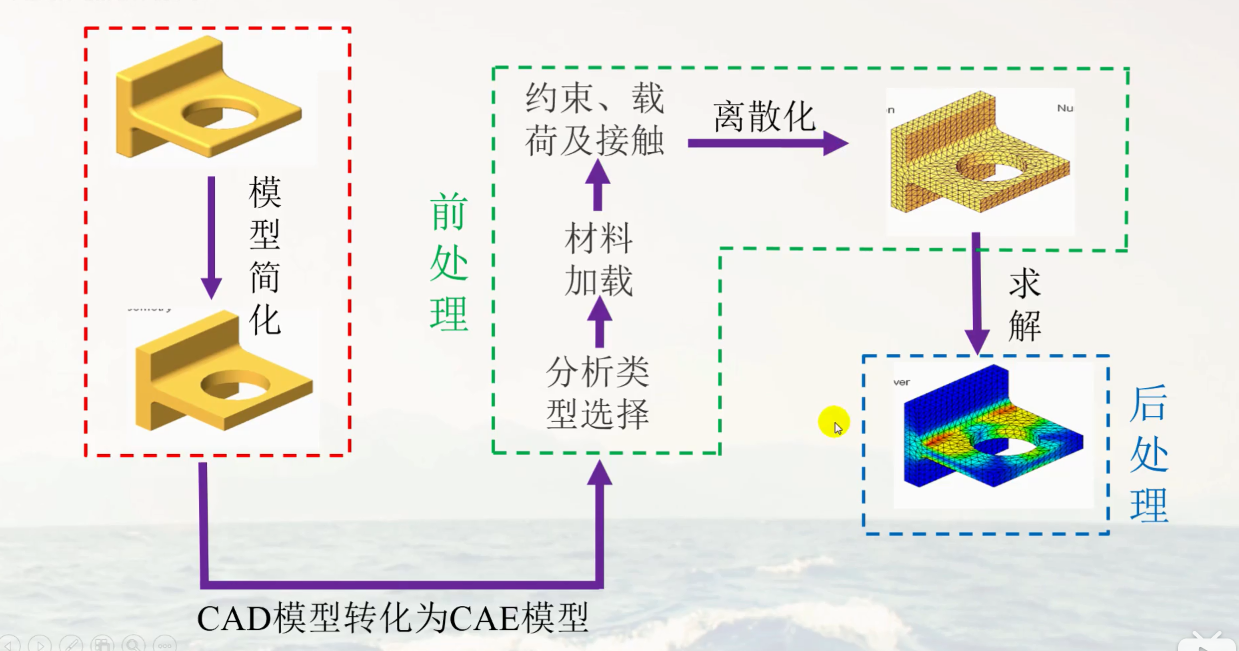 模
型
简
化
CAD模型转化为CAE模型
前
处
理
分析类
型选择
材料
加载
约束、载
荷及接触
离散化
Nu
求
解
ver
后
处
理